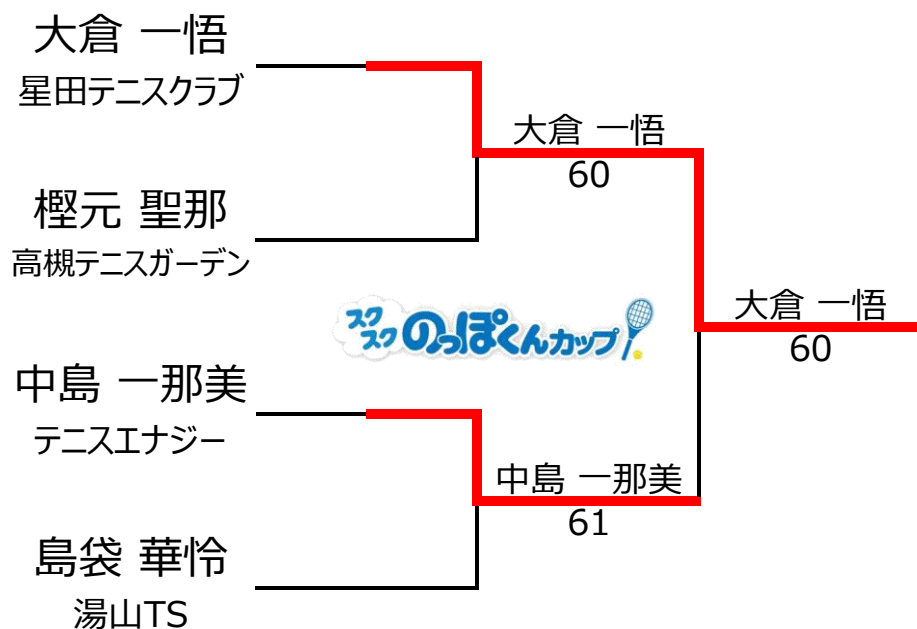 大倉 一悟
星田テニスクラブ
大倉 一悟
60
樫元 聖那
高槻テニスガーデン
スクスク のっぽくんカップ
大倉 一悟
60
中島 一那美
テニスエナジー
中島 一那美
61
島袋 華怜
湯山TS